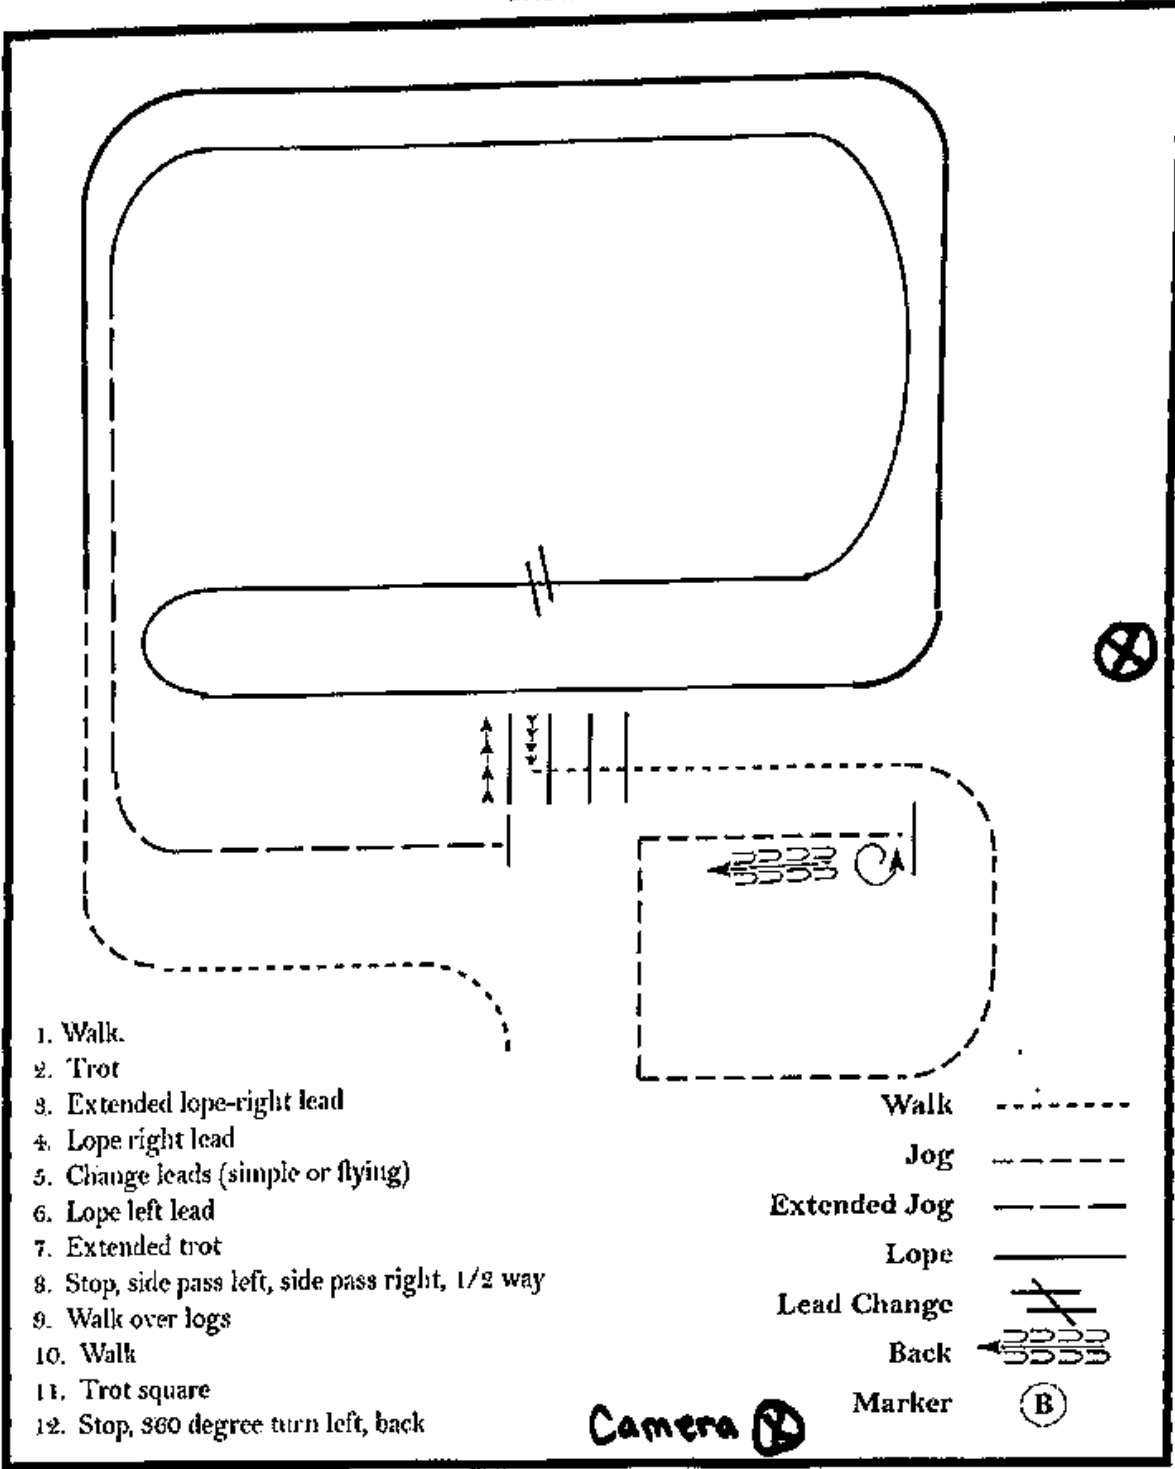 1. Walk.
2. Trot
3. Extended lope-right lead
4. Lope right lead
5. Change leads (simple or flying)
6. Lope left lead
7. Extended trot
8. Stop, side pass left, side pass right, 1/2 way
9. Walk over logs
10. Walk
11. Trot square
12. Stop, 360 degree turn left, back
Walk
Jog
Extended Jog
Lope
Lead Change
Back
Marker B
Camera